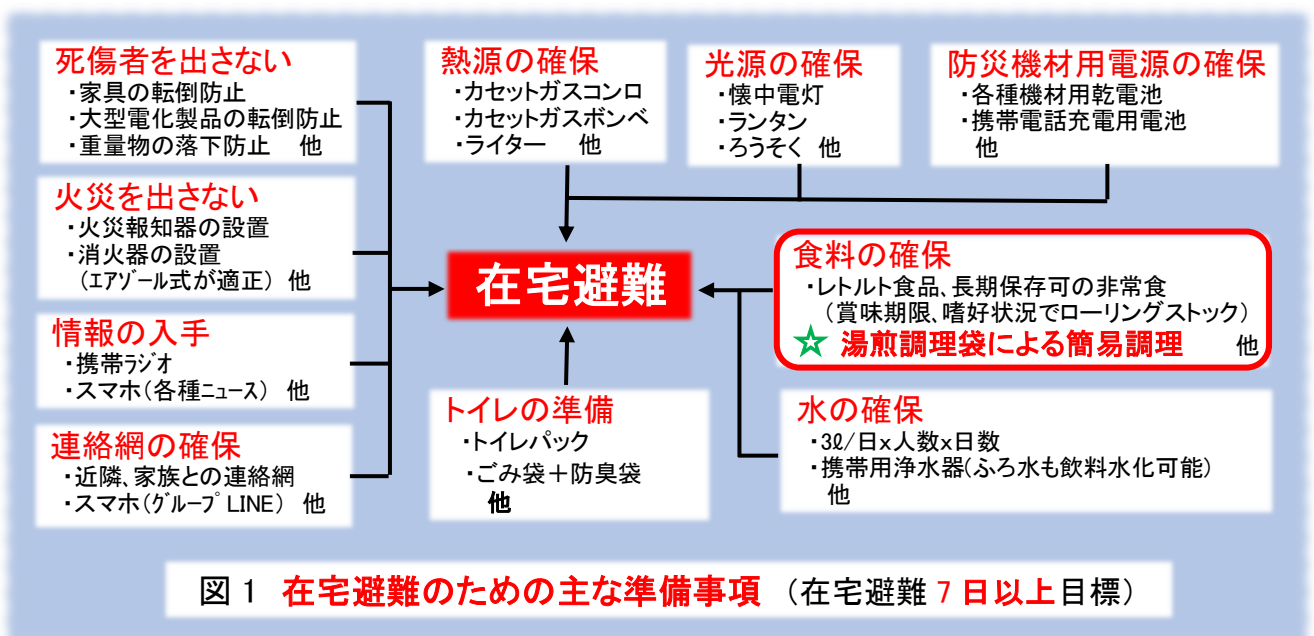 死傷者を出さない
・家具の転倒防止
・大型電化製品の転倒防止
・重量物の落下防止　他
火災を出さない
・火災報知器の設置
・消火器の設置
(ｴｱｿﾞｰﾙ式が適正) 他
情報の入手
・携帯ﾗｼﾞｵ
・スマホ(各種ﾆｭｰｽ)　他
連絡網の確保
・近隣、家族との連絡網
・スマホ(ｸﾞﾙｰﾌﾟ LINE)　他
熱源の確保
・カセットガスコンロ
・カセットガスボンベ
・ライター　他
光源の確保
・懐中電灯
・ランタン
・ろうそく 他
防災機材用電源の確保
・各種機材用乾電池
・携帯電話充電用電池
他
在宅避難
食料の確保
・レトルト食品、長期保存可の非常食
(賞味期限、嗜好状況でローリングストック)
☆ 湯煎調理袋による簡易調理　他
トイレの準備
・トイレパック
・ごみ袋＋防臭袋
他
水の確保
・3ℓ/日x人数x日数
・携帯用浄水器(ふろ水も飲料水化可能)
他
図 1 在宅避難のための主な準備事項 (在宅避難 7 日以上目標)